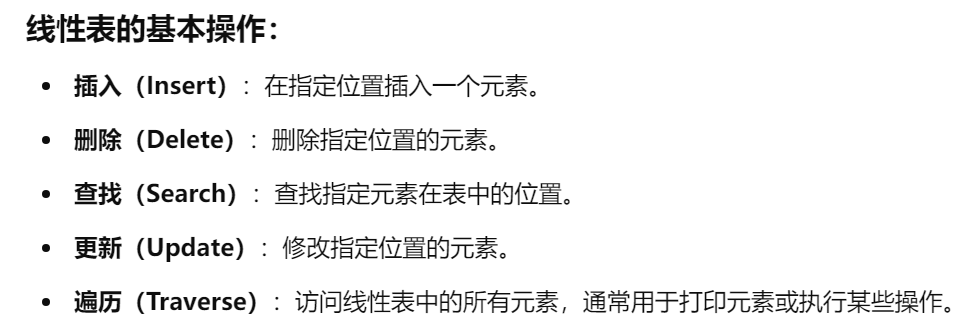 线性表的基本操作：
• 插入（Insert）：在指定位置插入一个元素。
• 删除（Delete）：删除指定位置的元素。
• 查找（Search）：查找指定元素在表中的位置。
• 更新（Update）：修改指定位置的元素。
• 遍历（Traverse）：访问线性表中的所有元素，通常用于打印元素或执行某些操作。